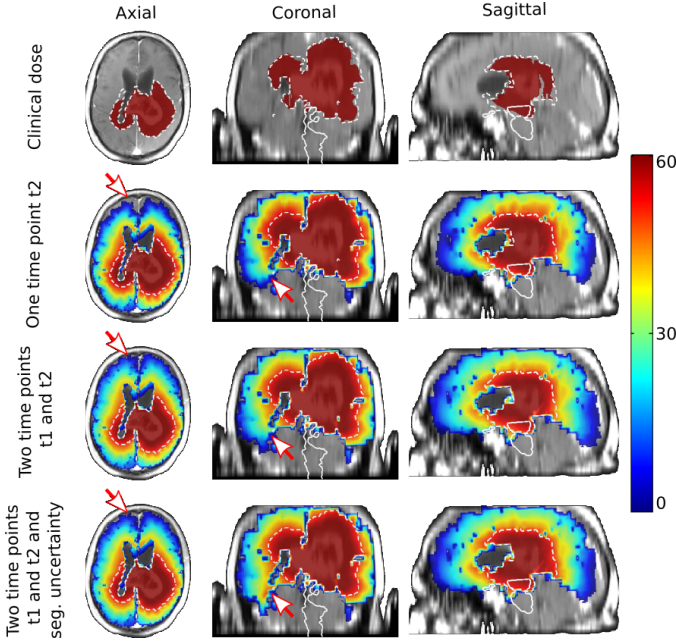 Axial
Coronal
Sagittal
Clinical dose
One time point t2
Two time points
t1 and t2
Two time points
t1 and t2 and
seg. uncertainty
60
30
0